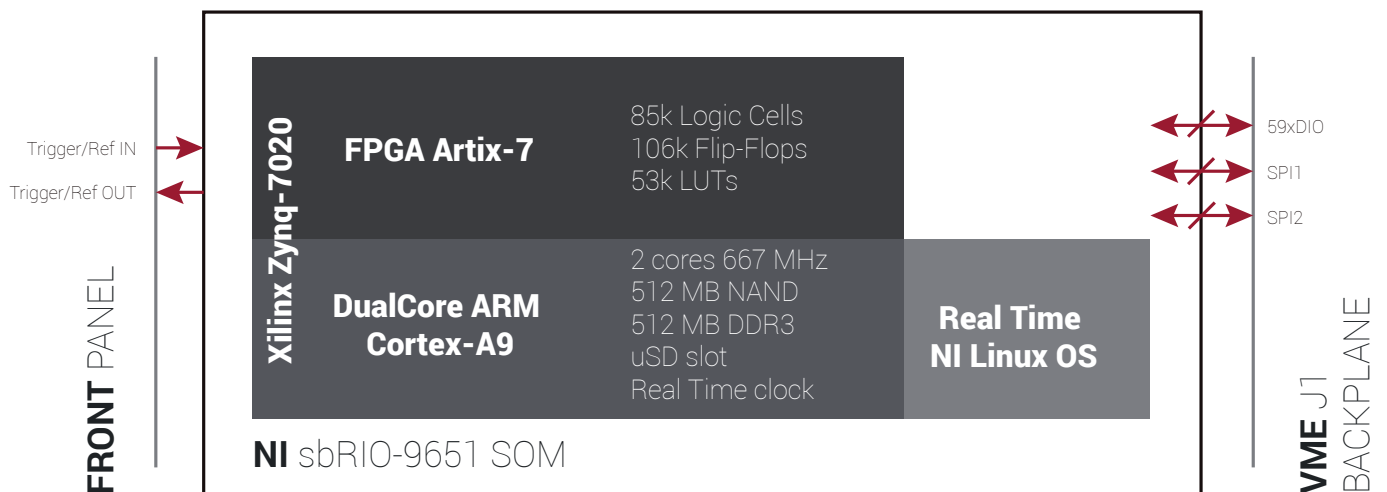 Trigger/Ref IN
Trigger/Ref OUT
FRONT PANEL
Xilinx Zynq-7020
FPGA Artix-7
85k Logic Cells
106k Flip-Flops
53k LUTs
DualCore ARM
Cortex-A9
2 cores 667 MHz
512 MB NAND
512 MB DDR3
uSD slot
Real Time clock
Real Time
NI Linux OS
NI sbRIO-9651 SOM
59xDIO
SPI1
SPI2
VME J1
BACKPLANE